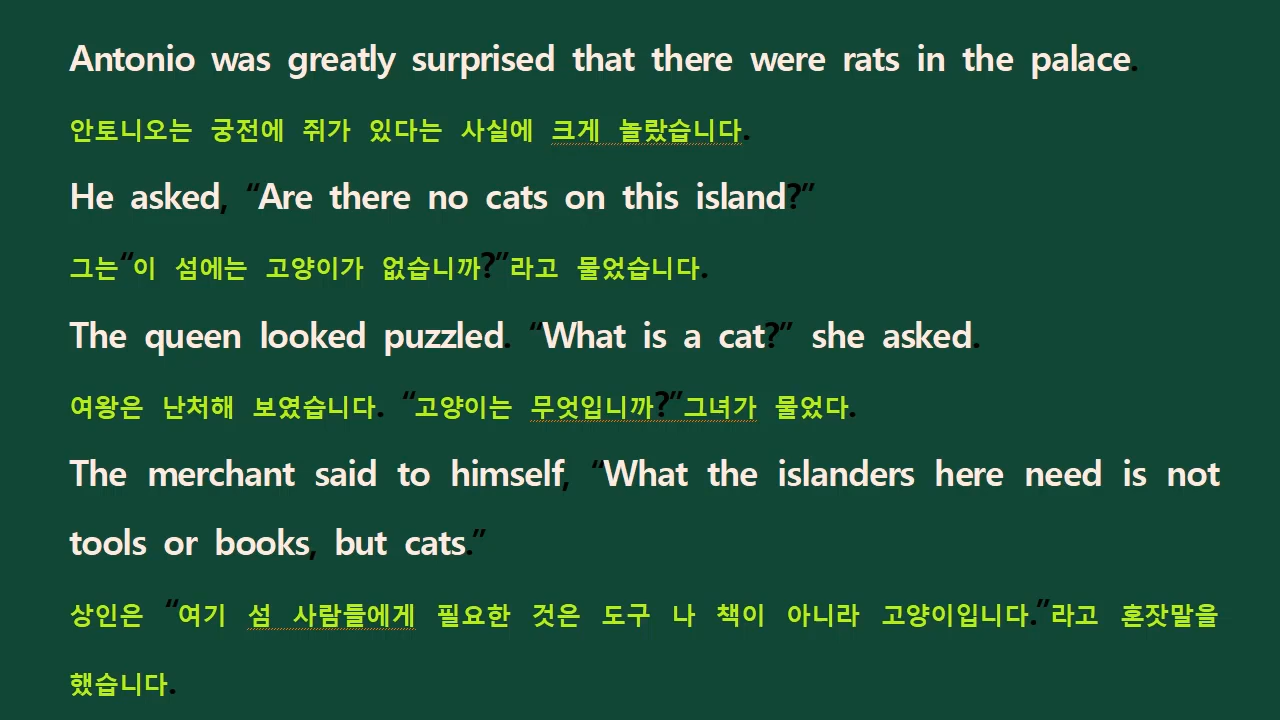 Antonio was greatly surprised that there were rats in the palace.
안토니오는 궁전에 쥐가 있다는 사실에 크게 놀랐습니다.
He asked, “Are there no cats on this island?”
그는“이 섬에는 고양이가 없습니까?”라고 물었습니다.
The queen looked puzzled. “What is a cat?” she asked.
여왕은 난처해 보였습니다. “고양이는 무엇입니까?”그녀가 물었다.
The merchant said to himself, “What the islanders here need is not
tools or books, but cats.”
상인은 “여기 섬 사람들에게 필요한 것은 도구 나 책이 아니라 고양이입니다.”라고 혼잣말을
했습니다.